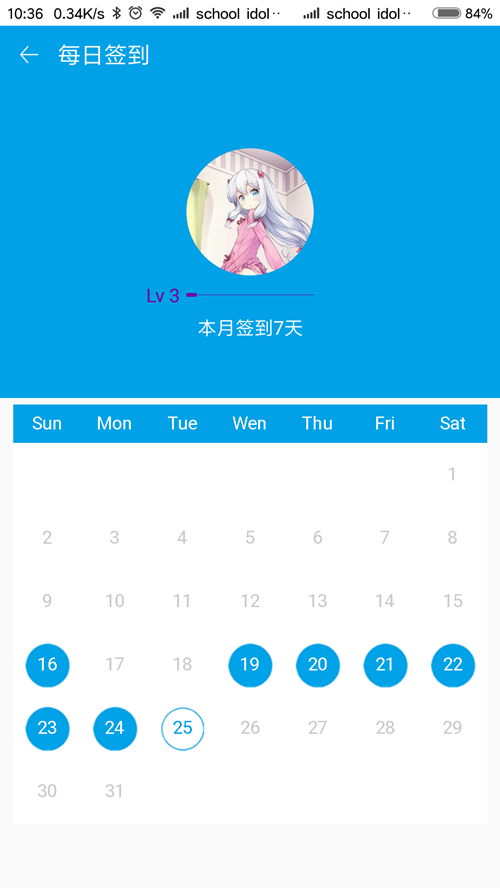 10:36 0.34K/s school idol·· school idol·· 84%
每日签到
Lv 3
本月签到7天
Sun Mon Tue Wen Thu Fri Sat
1
2 3 4 5 6 7 8
9 10 11 12 13 14 15
16 17 18 19 20 21 22
23 24 25 26 27 28 29
30 31